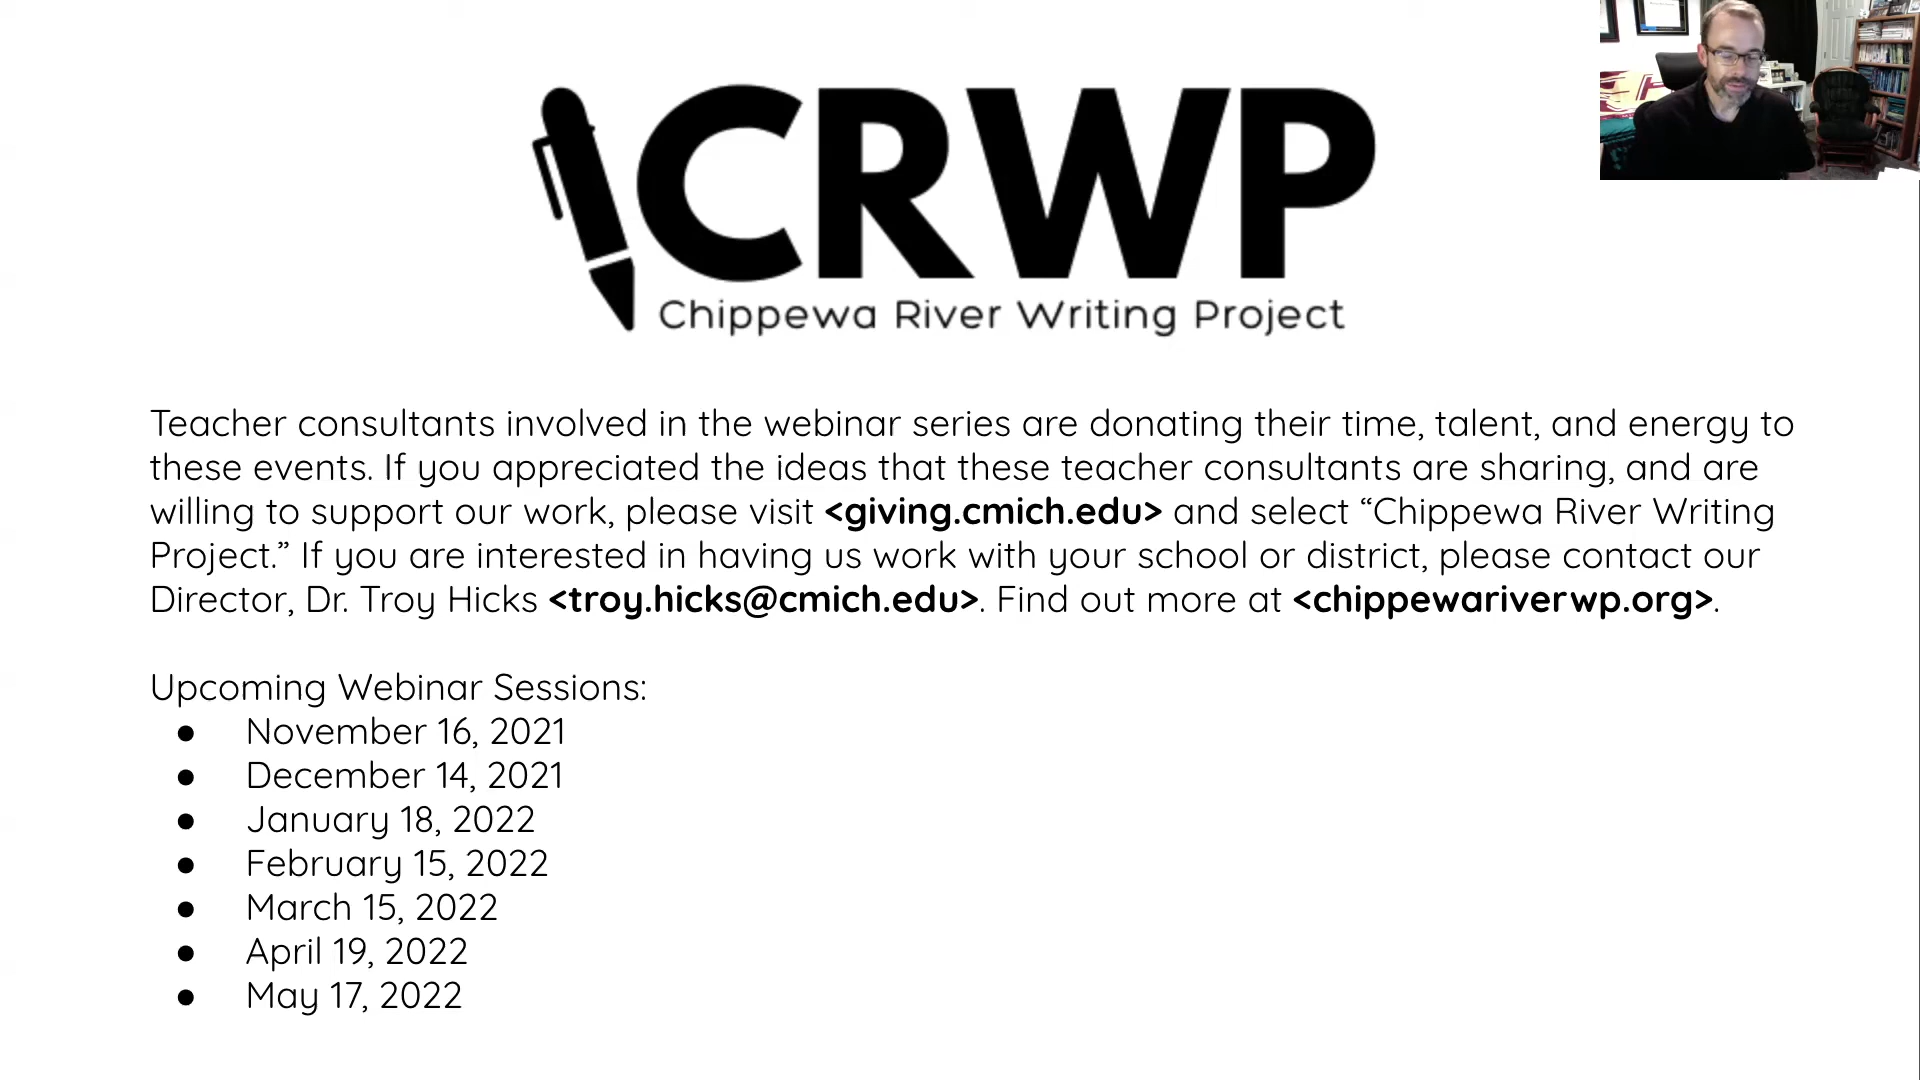 CRWP
Chippewa River Writing Project
Teacher consultants involved in the webinar series are donating their time, talent, and energy to
these events. If you appreciated the ideas that these teacher consultants are sharing, and are
willing to support our work, please visit <giving.cmich.edu> and select “Chippewa River Writing
Project.” If you are interested in having us work with your school or district, please contact our
Director, Dr. Troy Hicks <troy.hicks@cmich.edu>. Find out more at <chippewariverwp.org>.
Upcoming Webinar Sessions:
● November 16, 2021
● December 14, 2021
● January 18, 2022
● February 15, 2022
● March 15, 2022
● April 19, 2022
● May 17, 2022